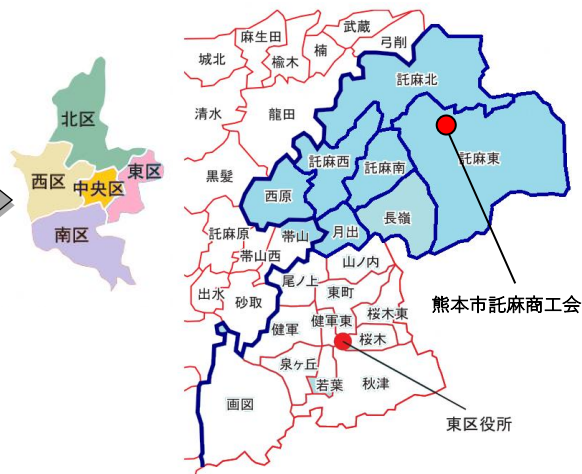 北区
西区
中央区
東区
南区
武蔵
麻生田
弓削
楠
城北
楡木
託麻北
清水
龍田
託麻西
託麻南
託麻東
黒髪
西原
長嶺
託麻原
帯山
月出
帯山西
山ノ内
尾ノ上
東町
出水
砂取
桜木東
健軍
健軍東
桜木
泉ヶ丘
若葉
秋津
画図
熊本市託麻商工会
東区役所